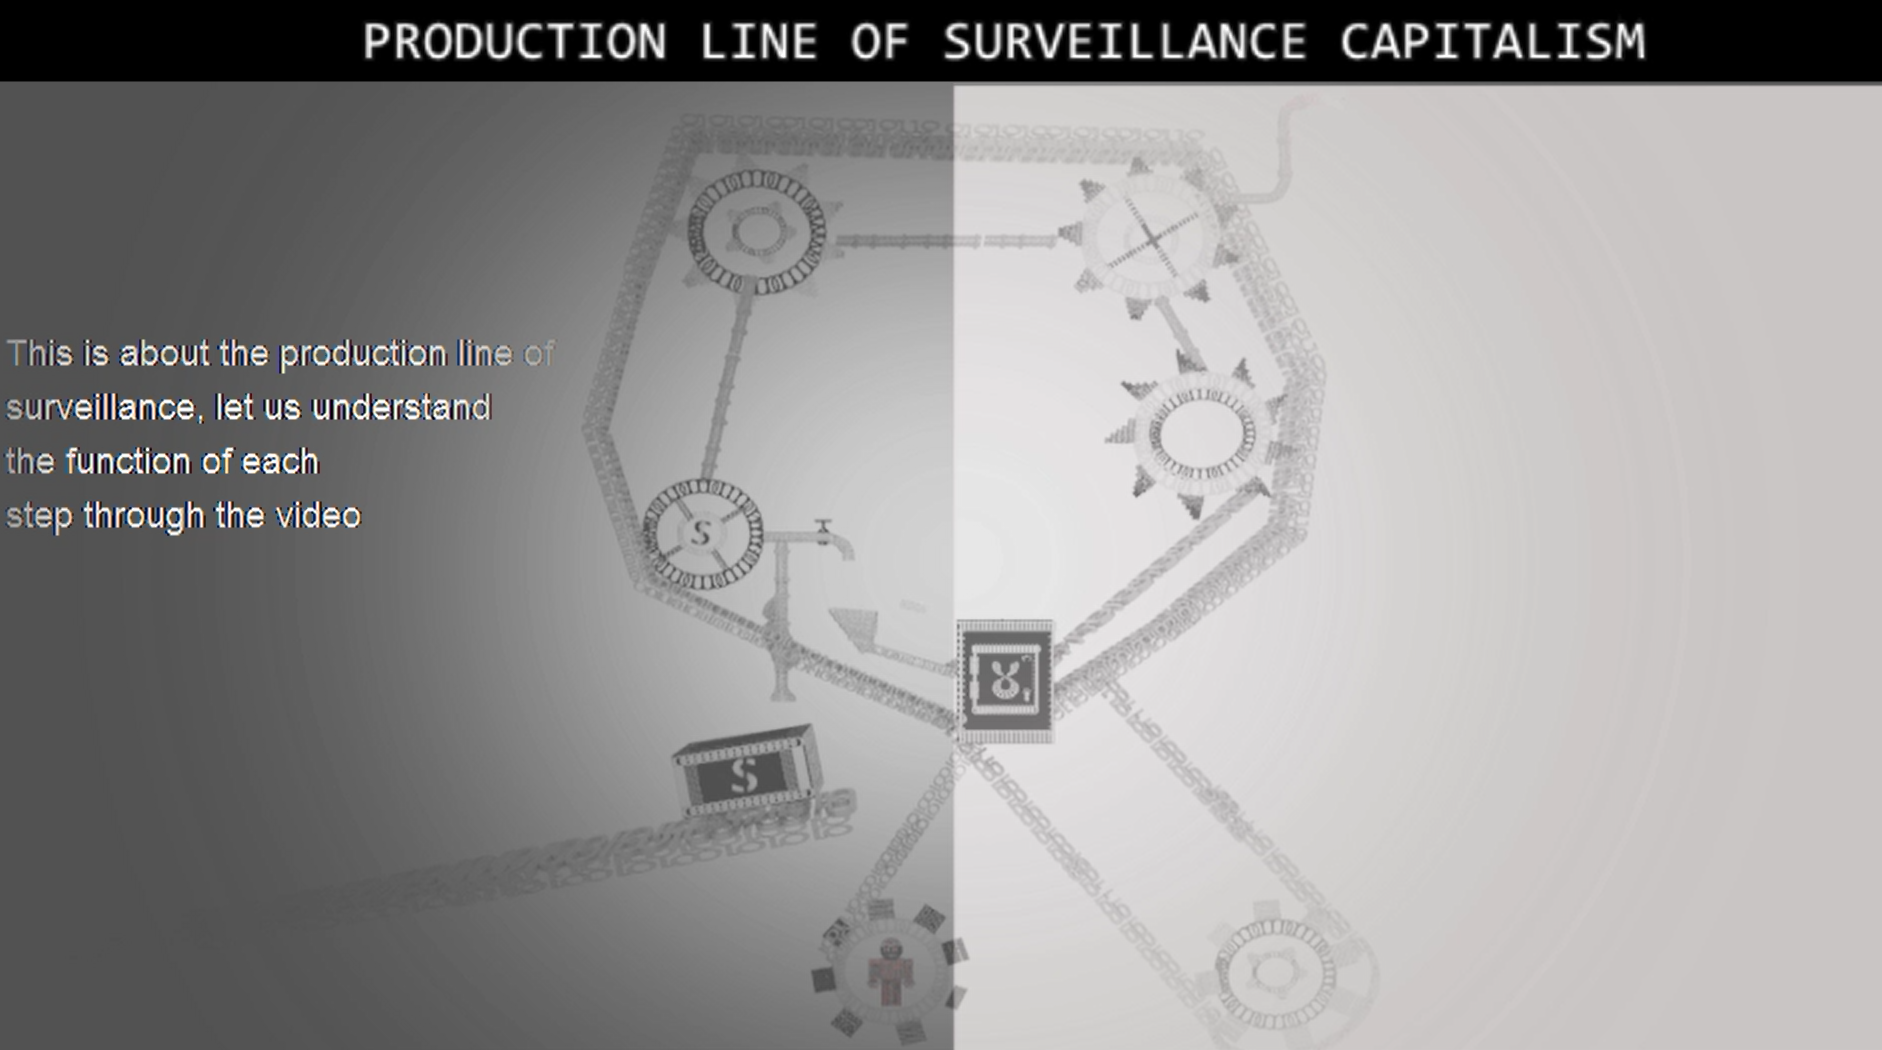 PRODUCTION LINE OF SURVEILLANCE CAPITALISM
This is about the production line of
surveillance, let us understand
the function of each
step through the video
S
S